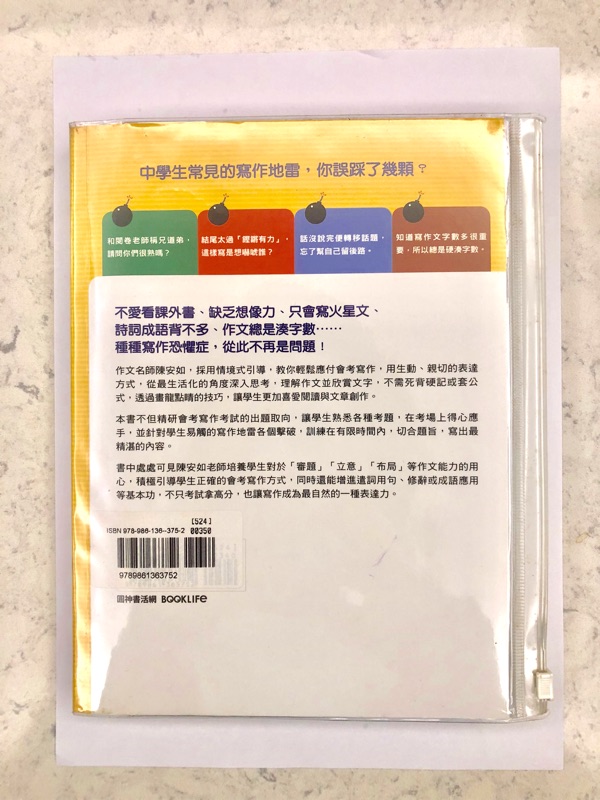 中學生常見的寫作地雷，你誤踩了幾顆？
和閱卷老師稱兄道弟，
請問你們很熟嗎？
結尾太過「鏗鏘有力」，
這樣寫是想嚇唬誰？
話沒說完便轉移話題，
忘了幫自己留後路。
知道寫作文字數多很重
要，所以總是硬湊字數。
不愛看課外書、缺乏想像力、只會寫火星文、
詩詞成語背不多、作文總是湊字數⋯⋯
種種寫作恐懼症，從此不再是問題！
作文名師陳安如，採用情境式引導，教你輕鬆應付會考寫作，用生動、親切的表達
方式，從最生活化的角度深入思考，理解作文並欣賞文字，不需死背硬記或套公
式，透過畫龍點睛的技巧，讓學生更加喜愛閱讀與文章創作。
本書不但精研會考寫作考試的出題取向，讓學生熟悉各種考題，在考場上得心應
手，並針對學生易觸的寫作地雷各個擊破，訓練在有限時間內，切合題旨，寫出最
精湛的內容。
書中處處可見陳安如老師培養學生對於「審題」「立意」「布局」等作文能力的用
心，積極引導學生正確的會考寫作方式，同時還能增進遣詞用句、修辭或成語應用
等基本功，不只考試拿高分，也讓寫作成為最自然的一種表達力。
[524]
ISBN 978-986-136-375-2 00350
9789861363752
圓神書活網 BOOKLIFE